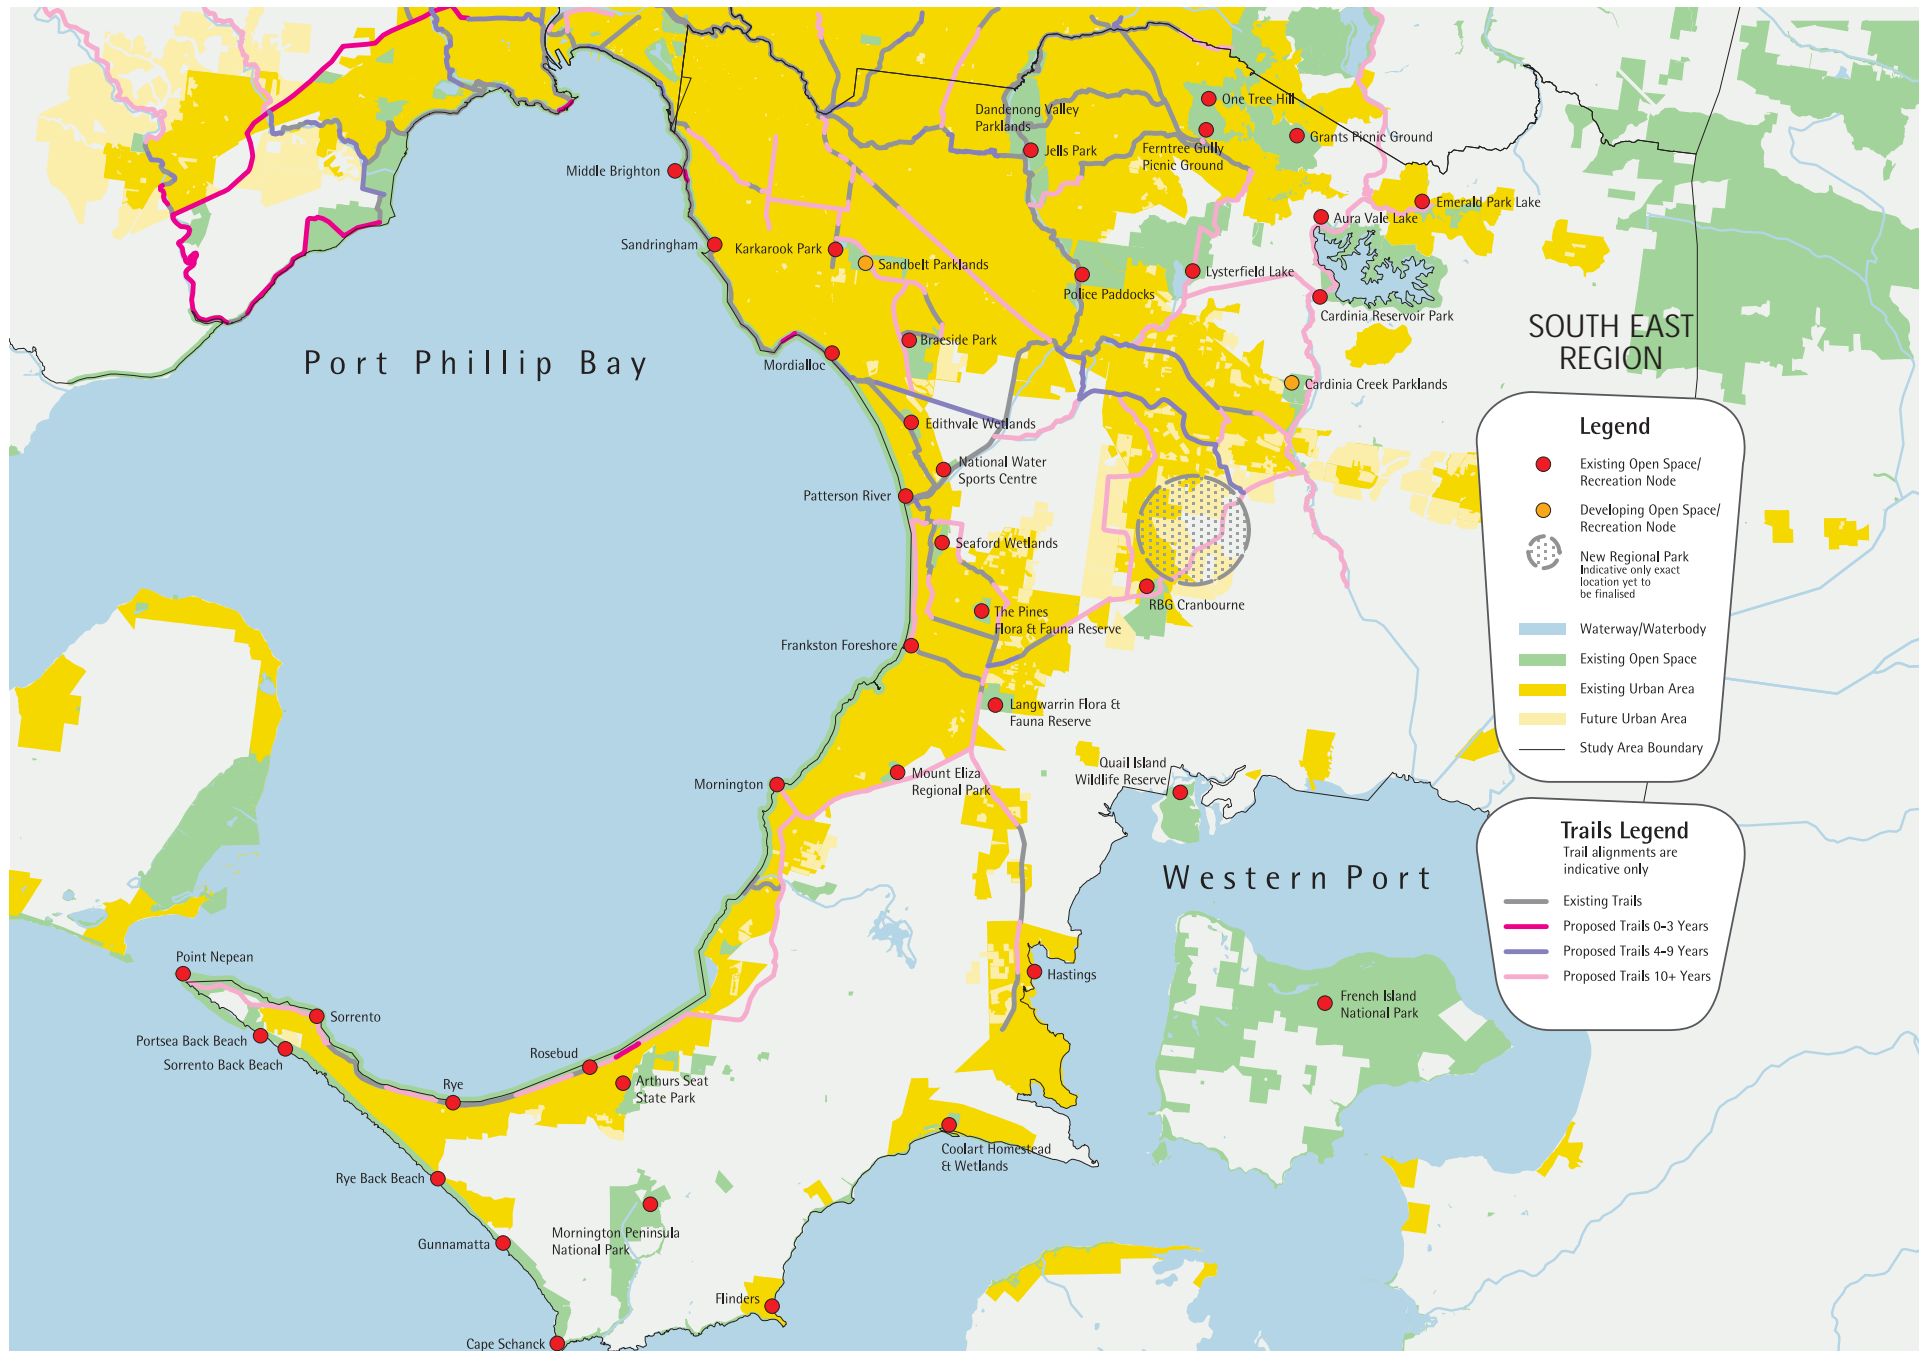 One Tree Hill
Dandenong Valley
Parklands
Grants Picnic Ground
Jells Park
Ferntree Gully
Picnic Ground
Middle Brighton
Emerald Park Lake
Aura Vale Lake
Sandringham
Karkarook Park
Sandbelt Parklands
Lysterfield Lake
Police Paddocks
Cardinia Reservoir Park
SOUTH EAST
REGION
Braeside Park
Port Phillip Bay
Mordialloc
Cardinia Creek Parklands
Edithvale Wetlands
National Water
Sports Centre
Patterson River
Seaford Wetlands
RBG Cranbourne
The Pines
Flora & Fauna Reserve
Frankston Foreshore
Langwarrin Flora &
Fauna Reserve
Quail Island
Wildlife Reserve
Mount Eliza
Regional Park
Mornington
Western Port
Point Nepean
Hastings
French Island
National Park
Sorrento
Portsea Back Beach
Sorrento Back Beach
Rosebud
Rye
Arthurs Seat
State Park
Coolart Homestead
& Wetlands
Rye Back Beach
Mornington Peninsula
National Park
Gunnamatta
Flinders
Cape Schanck
Legend
Existing Open Space/
Recreation Node
Developing Open Space/
Recreation Node
New Regional Park
Indicative only exact
location yet to
be finalised
Waterway/Waterbody
Existing Open Space
Existing Urban Area
Future Urban Area
Study Area Boundary
Trails Legend
Trail alignments are
indicative only
Existing Trails
Proposed Trails 0-3 Years
Proposed Trails 4-9 Years
Proposed Trails 10+ Years